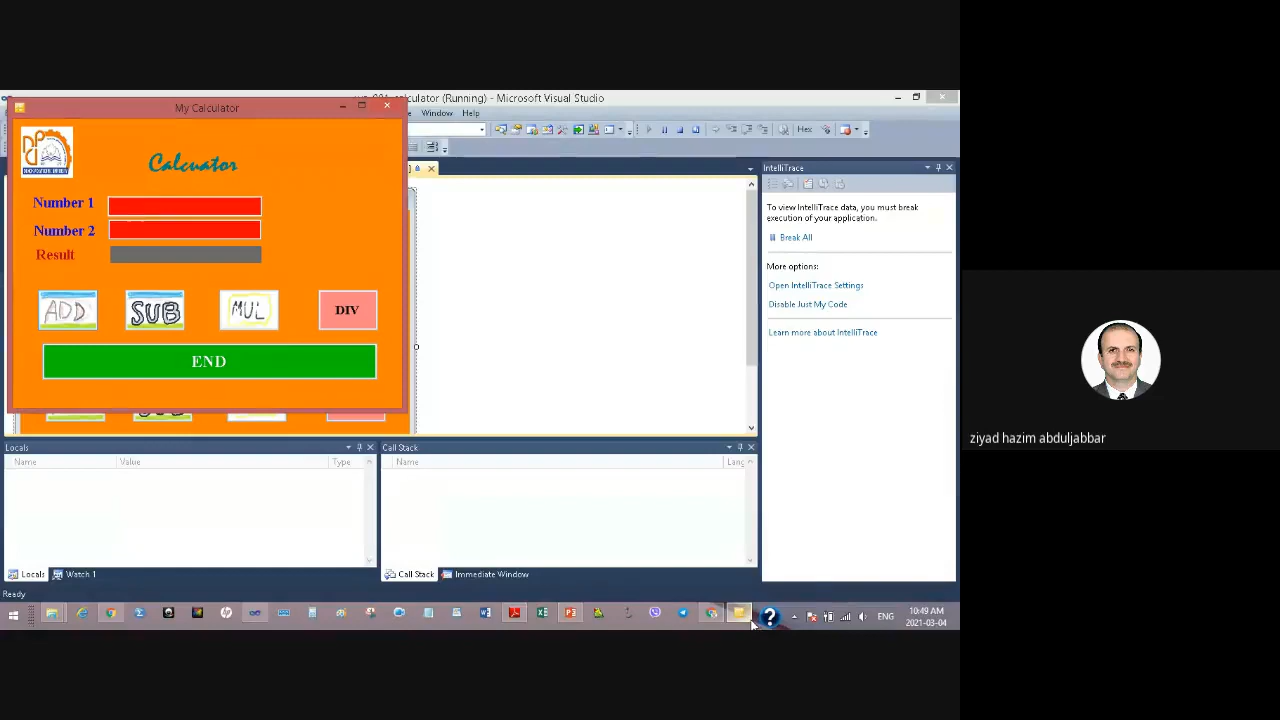 calculator (Running) - Microsoft Visual Studio
My Calculator
Window Help
Hex
Calcuator
IntelliTrace
Number 1
Number 2
Result
To view IntelliTrace data, you must break
execution of your application.
Break All
More options:
Open IntelliTrace Settings
Disable Just My Code
Learn more about IntelliTrace
ADD
SUB
MUL
DIV
END
Locals
Call Stack
Name Value Type
Name Lang
Locals
Watch 1
Call Stack
Immediate Window
Ready
ENG
10:49 AM
2021-03-04
ziyad hazim abduljabbar